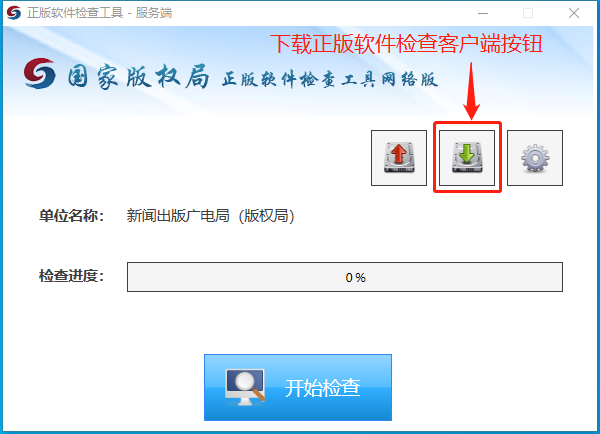 正版软件检查工具 - 服务端
下载正版软件检查客户端按钮
国家版权局 正版软件检查工具网络版
单位名称： 新闻出版广电局（版权局）
检查进度： 0 %
开始检查